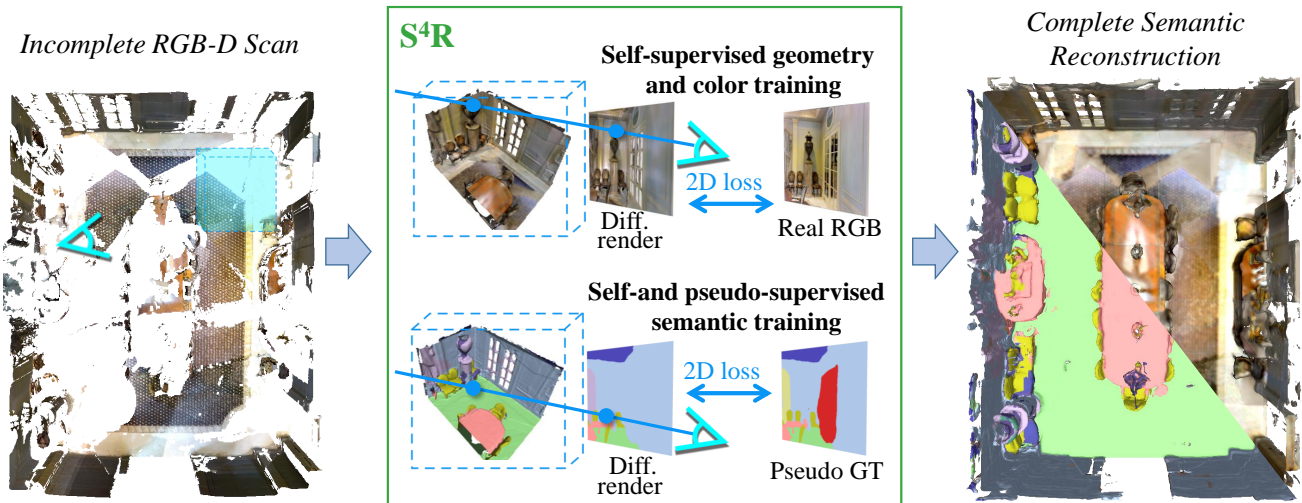 Incomplete RGB-D Scan
S⁴R
Self-supervised geometry
and color training
2D loss
Diff.
render
Real RGB
Self-and pseudo-supervised
semantic training
2D loss
Diff.
render
Pseudo GT
Complete Semantic
Reconstruction